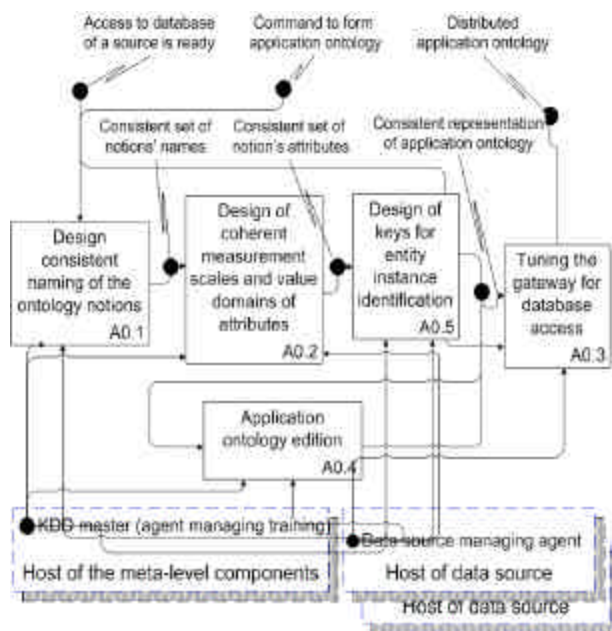 Access to database
of a source is ready
Command to form
application ontology
Distributed
application ontology
Consistent set of
notions' names
Consistent set of
notion's attributes
Consistent representation
of application ontology
Design
consistent
naming of the
ontology notions
A0.1
Design of
coherent
measurement
scales and value
domains of
attributes
A0.2
Design of
keys for
entity
instance
identification
A0.5
Tuning the
gateway for
database
access
A0.3
Application
ontology edition
A0.4
KDD master (agent managing training)
Host of the meta-level components
Data source managing agent
Host of data source
Host of data source